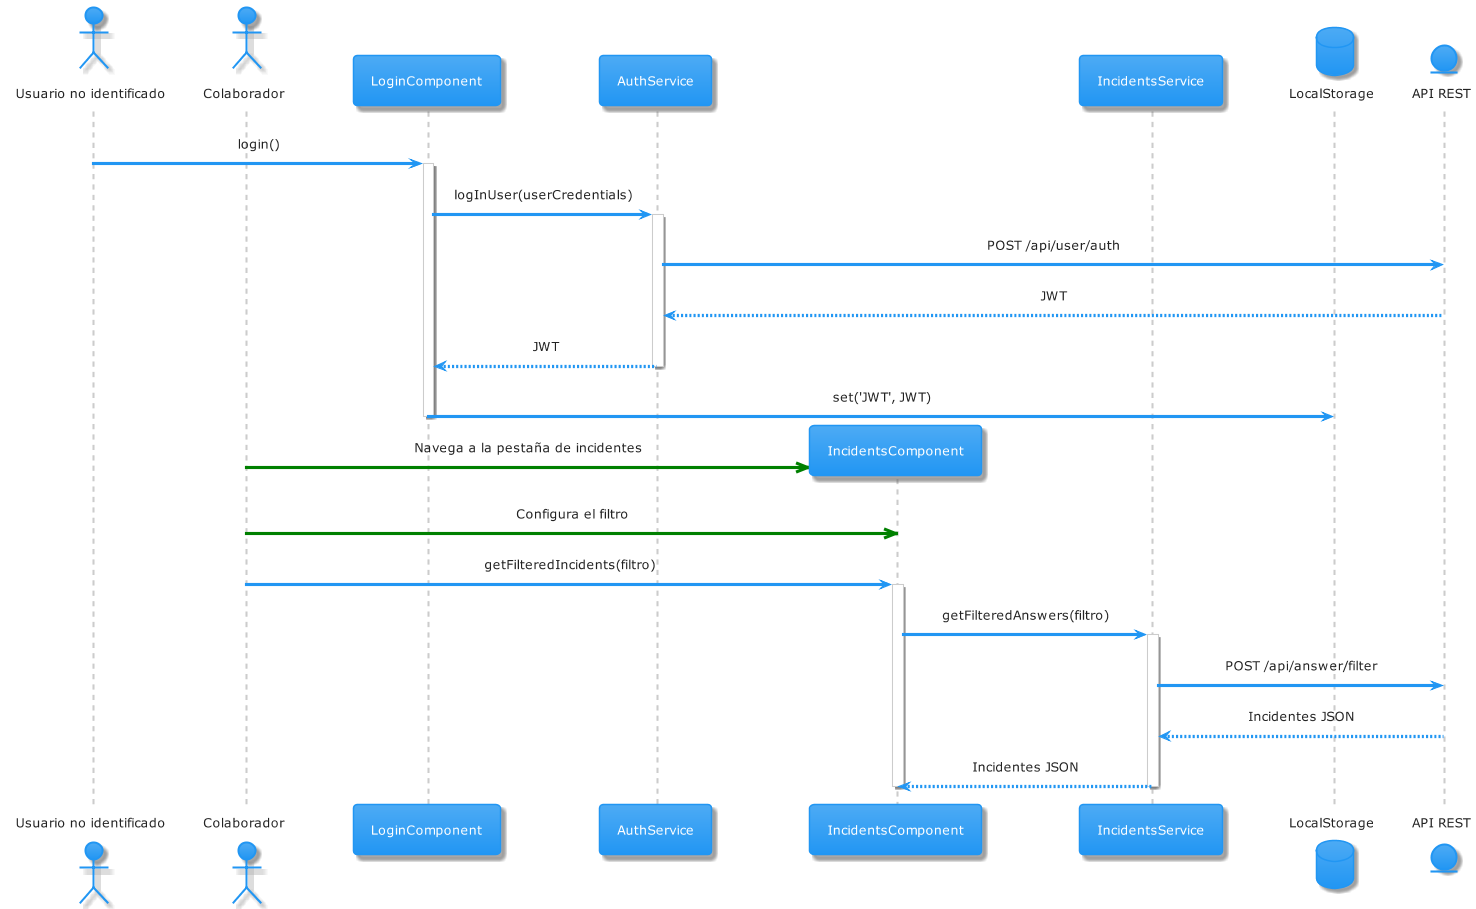 Usuario no identificado
Colaborador
LoginComponent
AuthService
IncidentsService
LocalStorage
API REST
login()
logInUser(userCredentials)
POST /api/user/auth
JWT
JWT
set('JWT', JWT)
Navega a la pestaña de incidentes
IncidentsComponent
Configura el filtro
getFilteredIncidents(filtro)
getFilteredAnswers(filtro)
POST /api/answer/filter
Incidentes JSON
Incidentes JSON
Usuario no identificado
Colaborador
LoginComponent
AuthService
IncidentsComponent
IncidentsService
LocalStorage
API REST